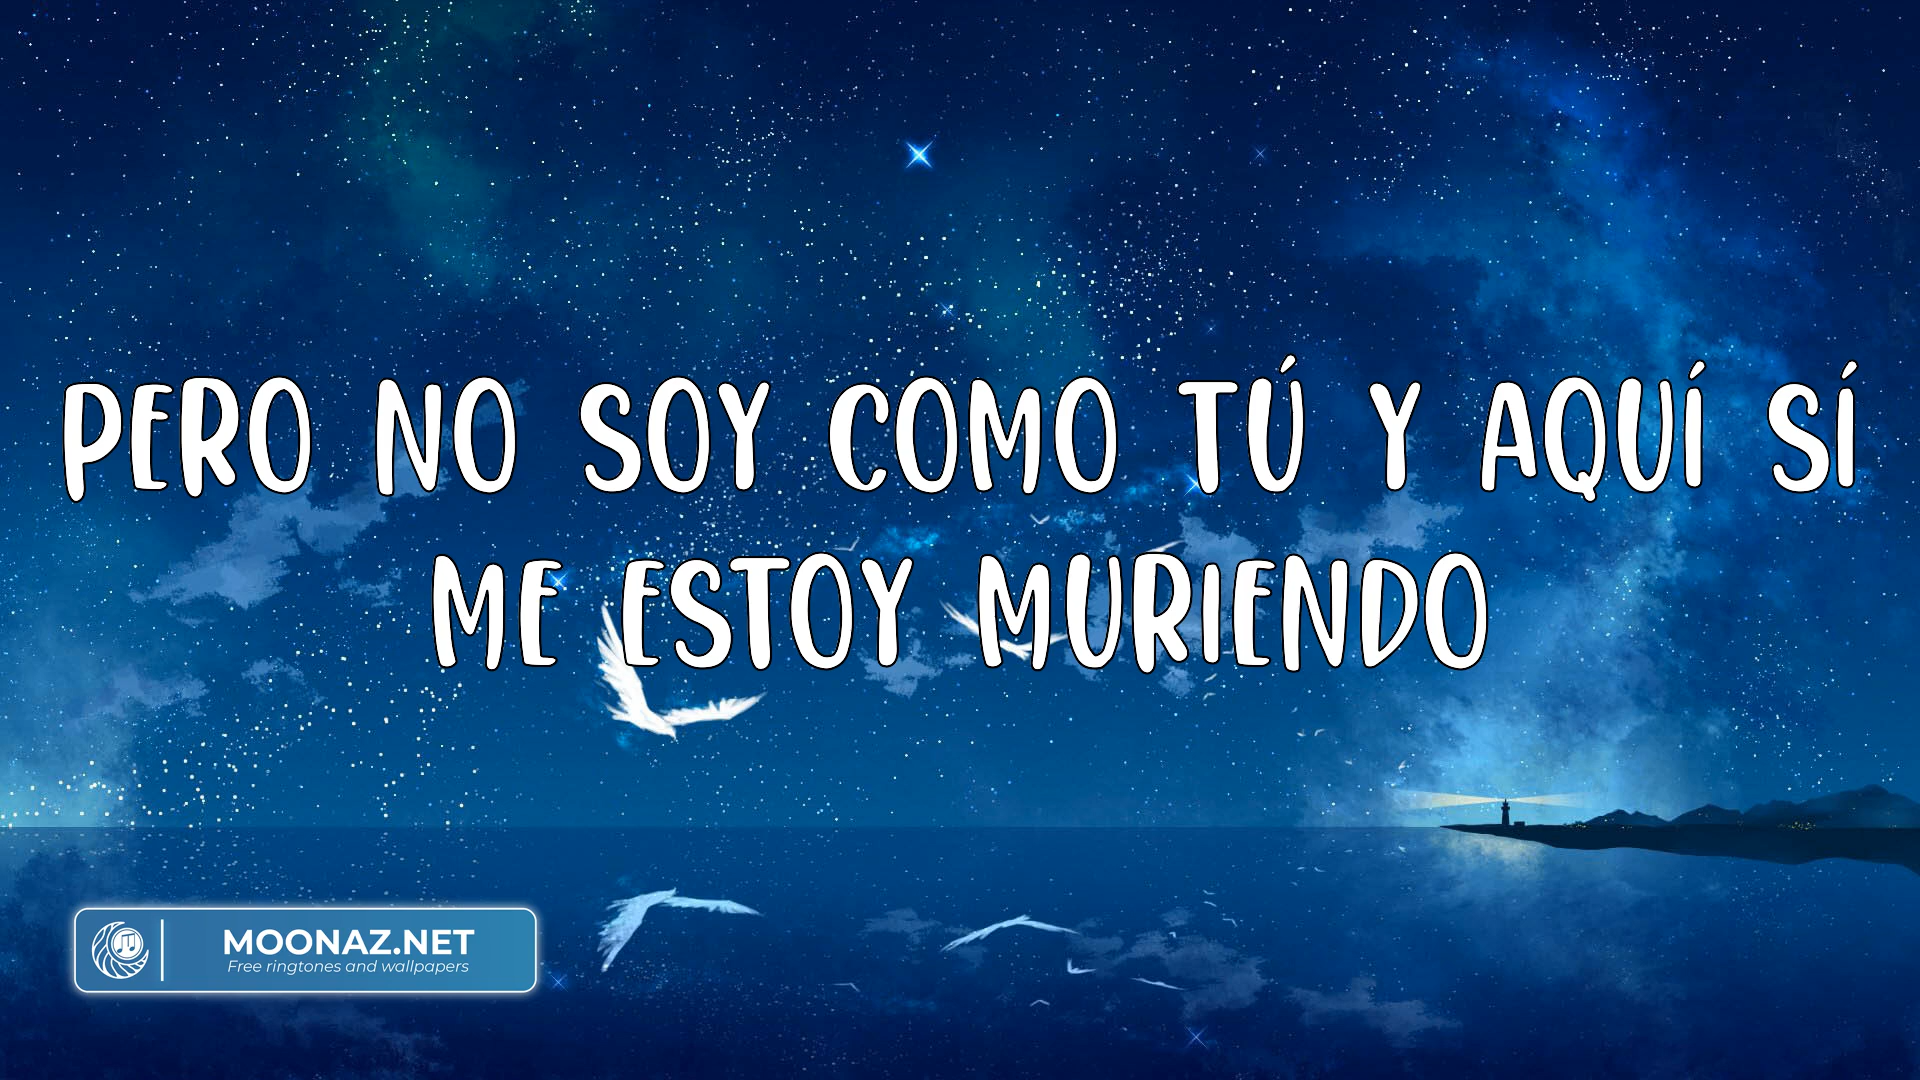 PERO NO SOY COMO TÚ Y AQUÍ SÍ
ME ESTOY MURIENDO
MOONAZ.NET
Free ringtones and wallpapers